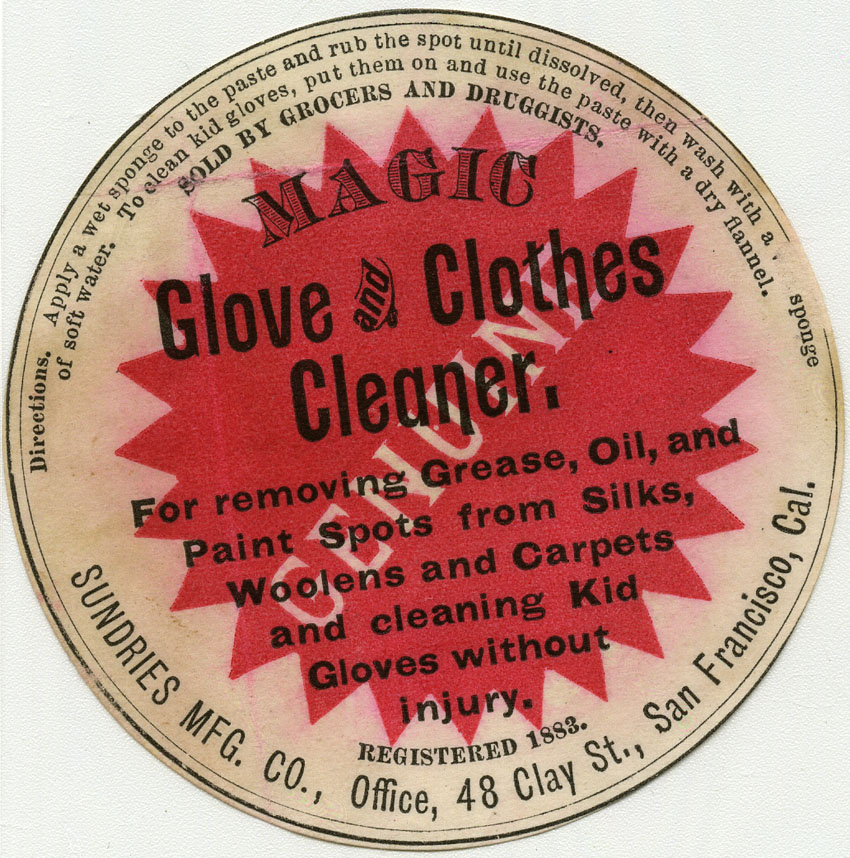 Directions. Apply a wet sponge to the paste and rub the spot until dissolved, then wash with a sponge
of soft water. To clean kid gloves, put them on and use the paste with a dry flannel.
SOLD BY GROCERS AND DRUGGISTS.
MAGIC
Glove and Clothes
Cleaner.
GENUINE
For removing Grease, Oil, and
Paint Spots from Silks,
Woolens and Carpets
and cleaning Kid
Gloves without
injury.
REGISTERED 1883.
SUNDRIES MFG. CO., Office, 48 Clay St., San Francisco, Cal.